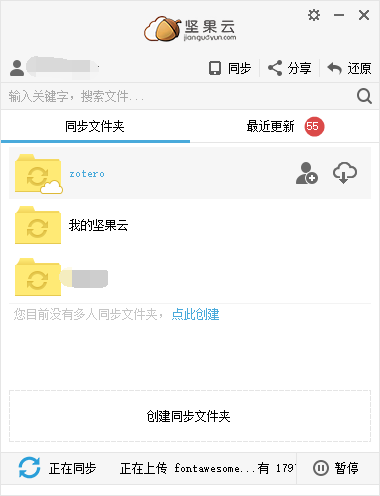 坚果云
jianguoyun.com
同步 分享 还原
输入关键字，搜索文件...
同步文件夹 最近更新 55
zotero
我的坚果云
您目前没有多人同步文件夹，点此创建
创建同步文件夹
正在同步 正在上传 fontawesome...有 179 暂停